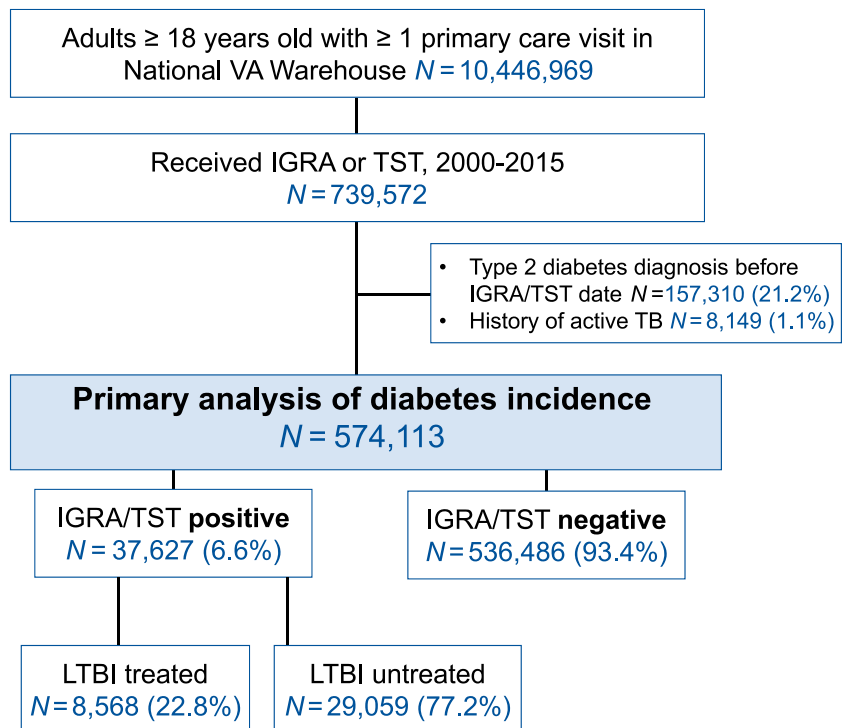 Adults ≥ 18 years old with ≥ 1 primary care visit in
National VA Warehouse N = 10,446,969
Received IGRA or TST, 2000-2015
N = 739,572
• Type 2 diabetes diagnosis before
IGRA/TST date N =157,310 (21.2%)
• History of active TB N = 8,149 (1.1%)
Primary analysis of diabetes incidence
N = 574,113
IGRA/TST positive
N = 37,627 (6.6%)
IGRA/TST negative
N = 536,486 (93.4%)
LTBI treated
N = 8,568 (22.8%)
LTBI untreated
N = 29,059 (77.2%)